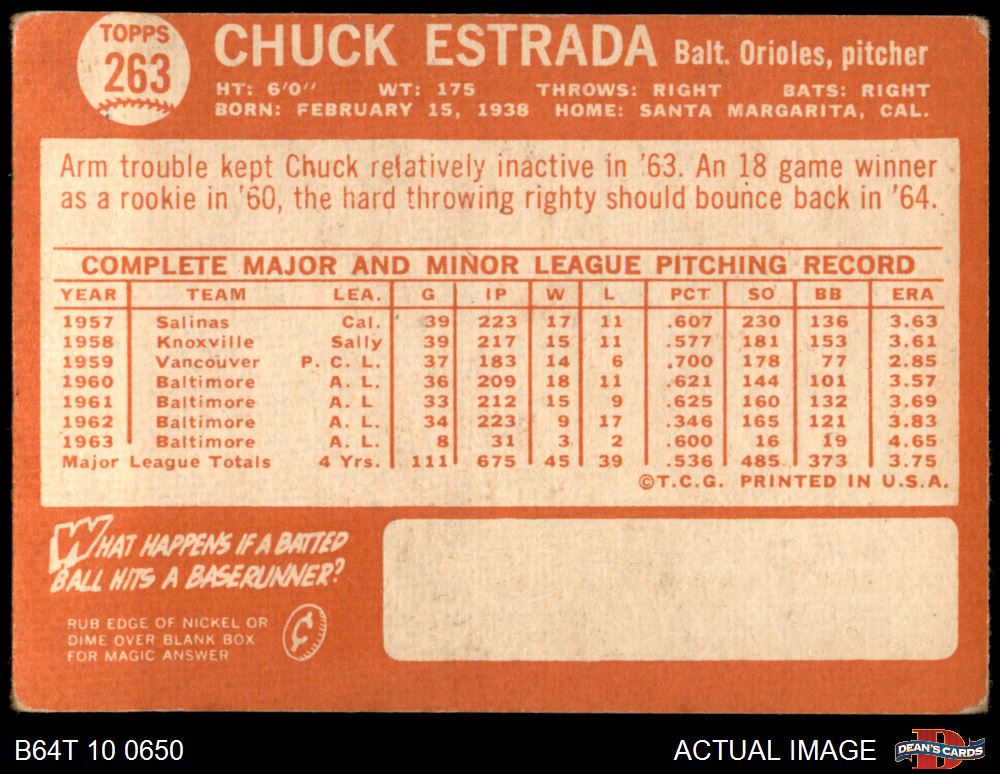 TOPPS
263
CHUCK ESTRADA Balt. Orioles, pitcher
HT: 6'0" WT: 175 THROWS: RIGHT BATS: RIGHT
BORN: FEBRUARY 15, 1938 HOME: SANTA MARGARITA, CAL.
Arm trouble kept Chuck relatively inactive in '63. An 18 game winner
as a rookie in '60, the hard throwing righty should bounce back in '64.
COMPLETE MAJOR AND MINOR LEAGUE PITCHING RECORD
YEAR TEAM LEA. G IP W L PCT SO BB ERA
1957 Salinas Cal. 39 223 17 11 .607 230 136 3.63
1958 Knoxville Sally 39 217 15 11 .577 181 153 3.61
1959 Vancouver P. C. L. 37 183 14 6 .700 178 77 2.85
1960 Baltimore A. L. 36 209 18 11 .621 144 101 3.57
1961 Baltimore A. L 33 212 15 9 .625 160 132 3.69
1962 Baltimore A. L. 34 223 9 17 .346 165 121 3.83
1963 Baltimore A. L. 8 31 3 2 .600 16 19 4.65
Major League Totals 4 Yrs. 111 675 45 39 .536 485 373 3.75
©T.C.G. PRINTED IN U.S.A.
WHAT HAPPENS IF A BATTED
BALL HITS A BASERUNNER?
RUB EDGE OF NICKEL OR
DIME OVER BLANK BOX
FOR MAGIC ANSWER
¢
B64T 10 0650
ACTUAL IMAGE
D
DEAN'S CARDS